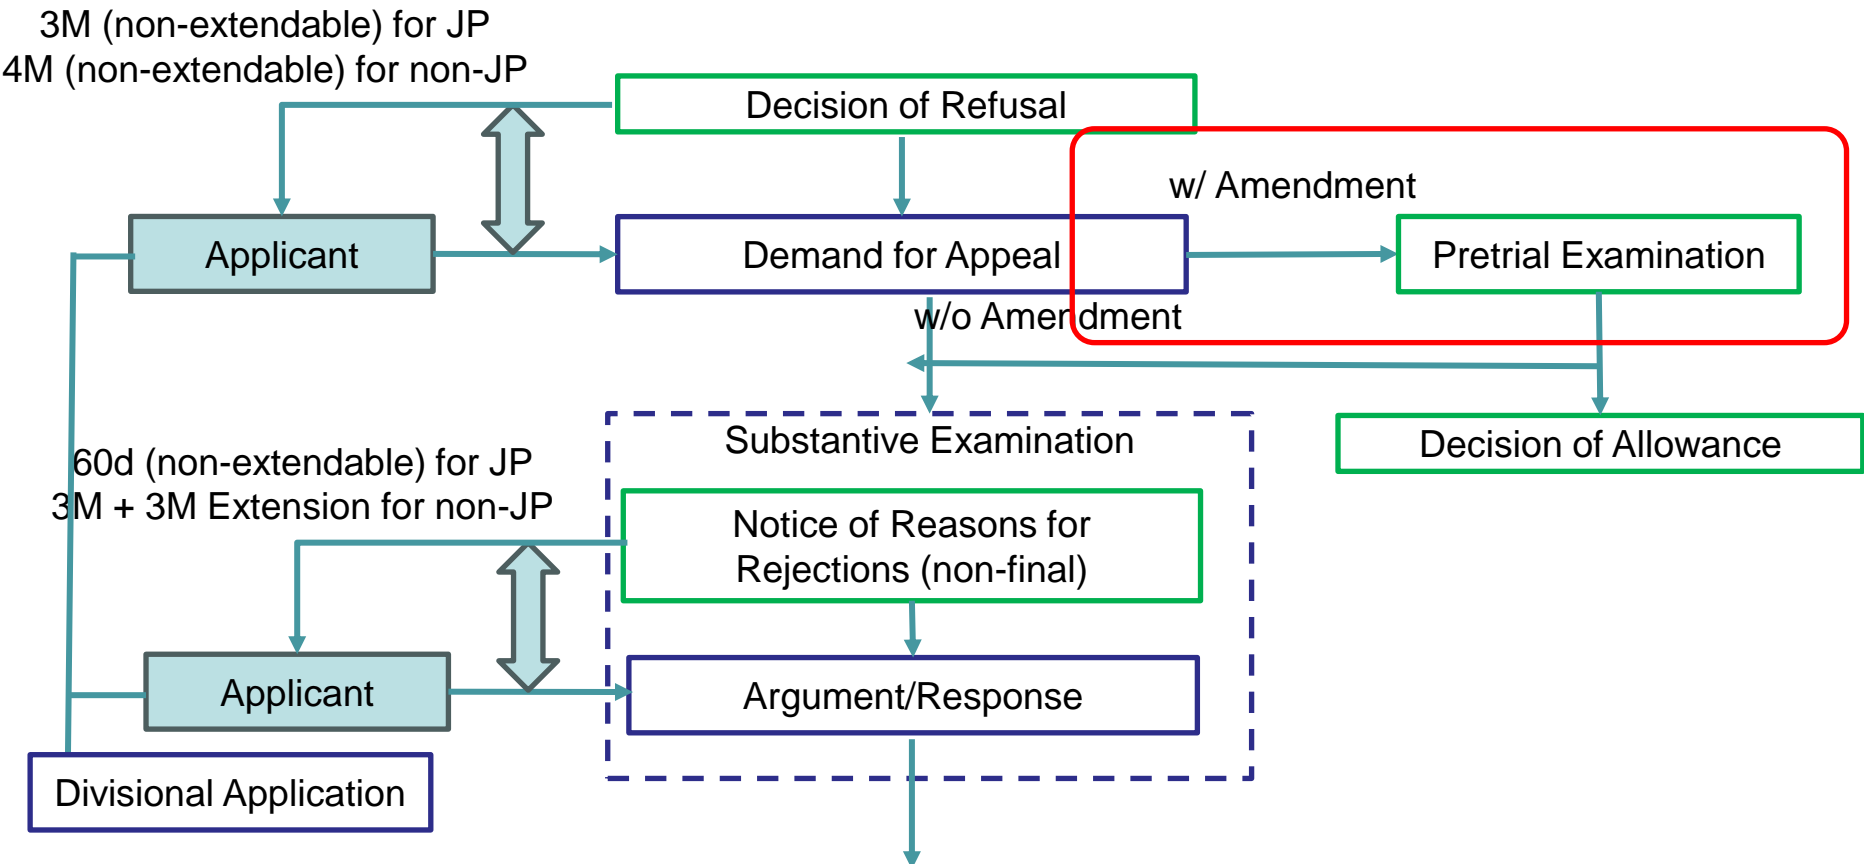 3M (non-extendable) for JP
4M (non-extendable) for non-JP
Decision of Refusal
w/ Amendment
Applicant
Demand for Appeal
Pretrial Examination
w/o Amendment
Substantive Examination
Decision of Allowance
60d (non-extendable) for JP
3M + 3M Extension for non-JP
Notice of Reasons for
Rejections (non-final)
Applicant
Argument/Response
Divisional Application